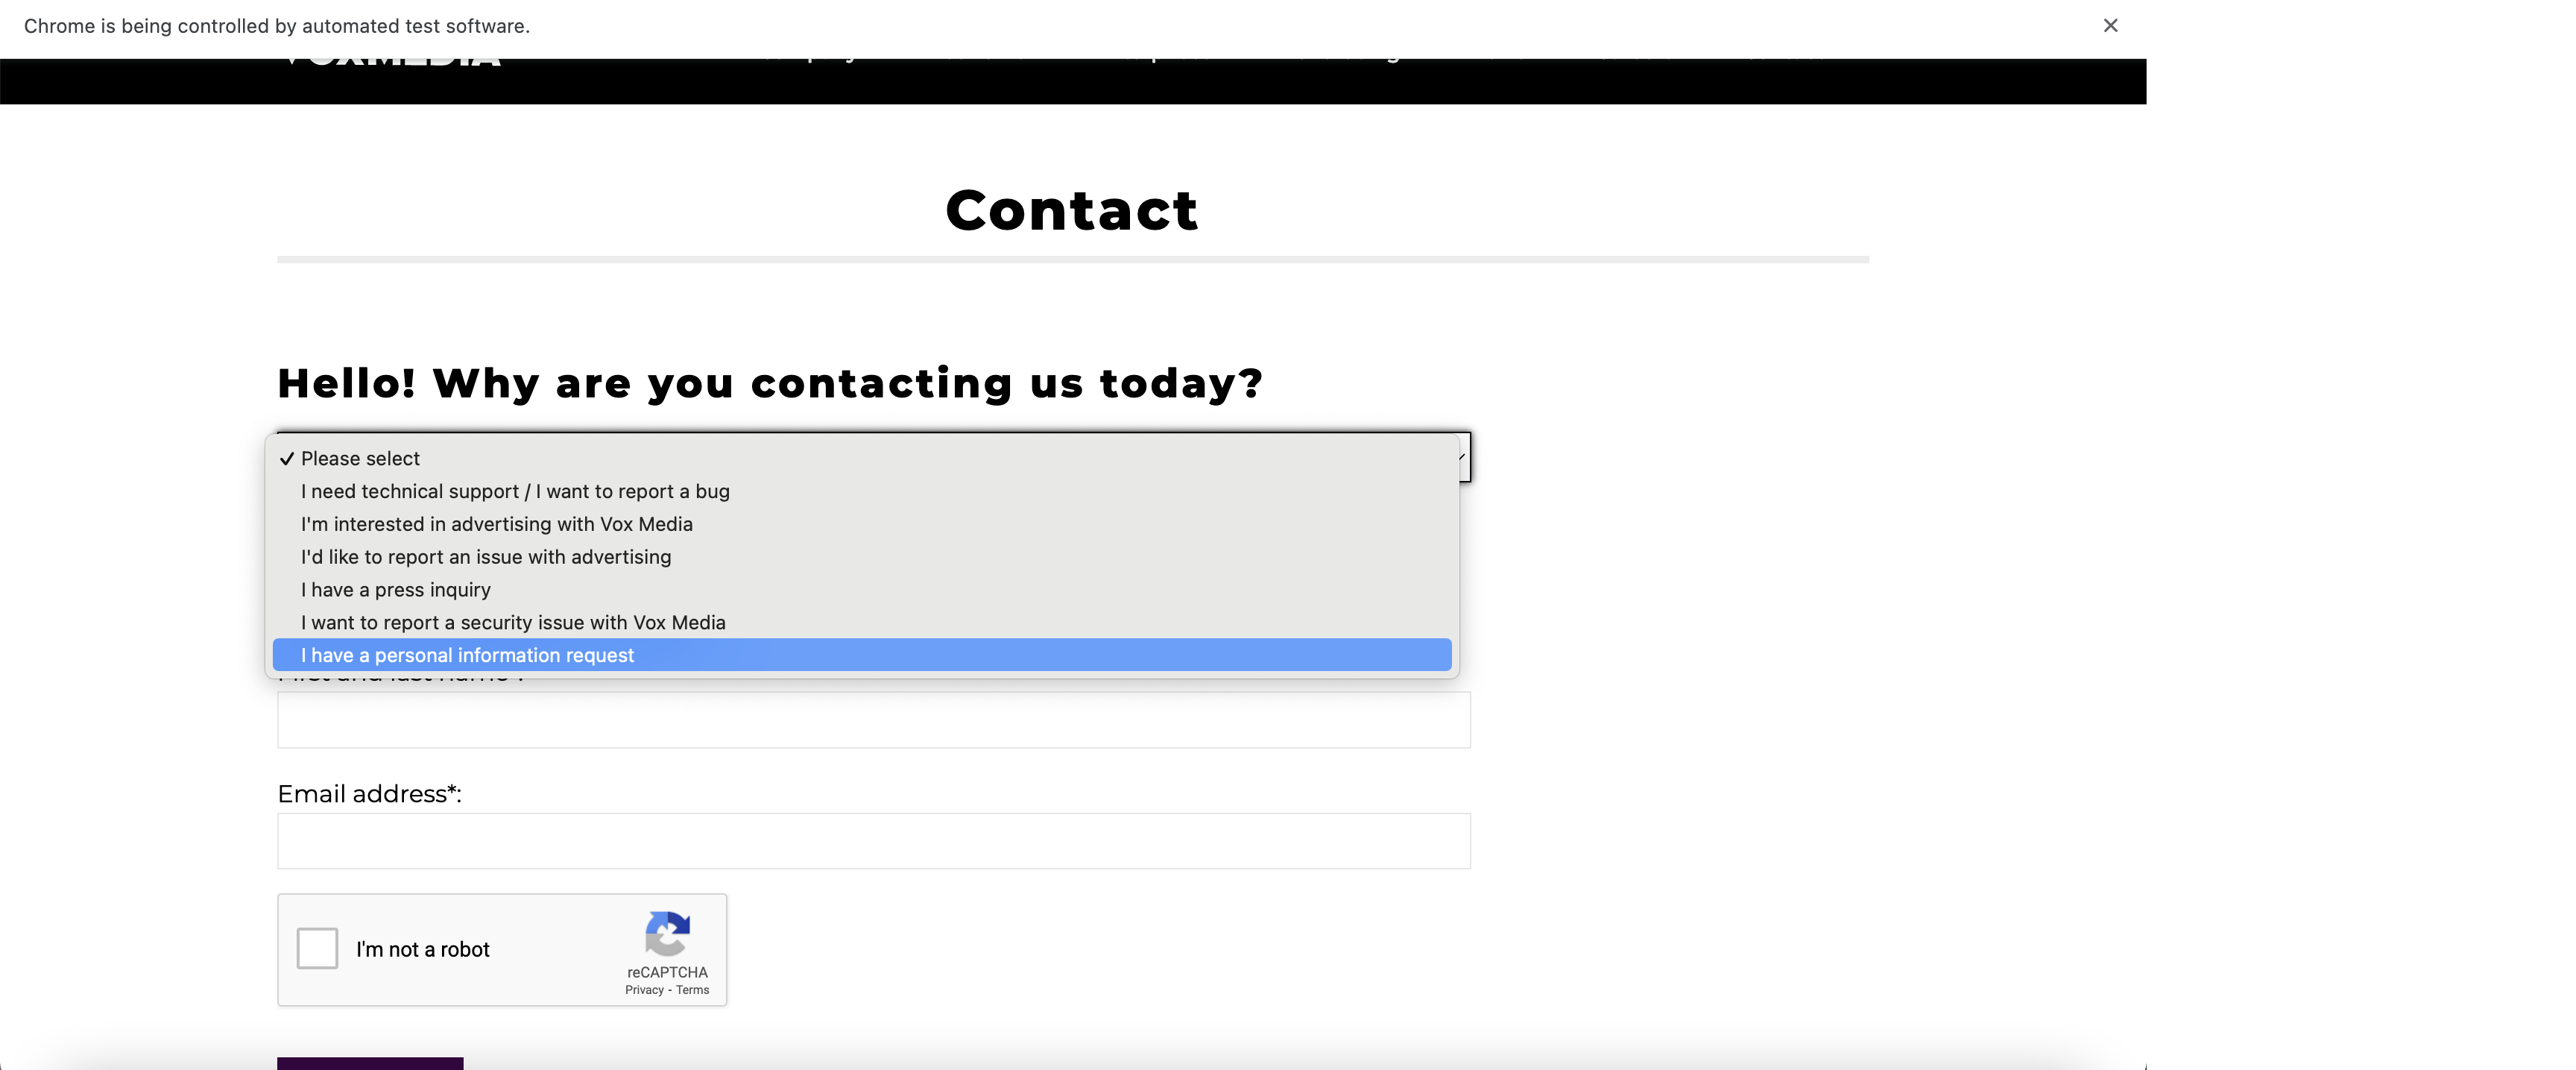 Chrome is being controlled by automated test software.
Contact
Hello! Why are you contacting us today?
✓ Please select
I need technical support / I want to report a bug
I'm interested in advertising with Vox Media
I'd like to report an issue with advertising
I have a press inquiry
I want to report a security issue with Vox Media
I have a personal information request
Email address*:
I'm not a robot
reCAPTCHA
Privacy - Terms